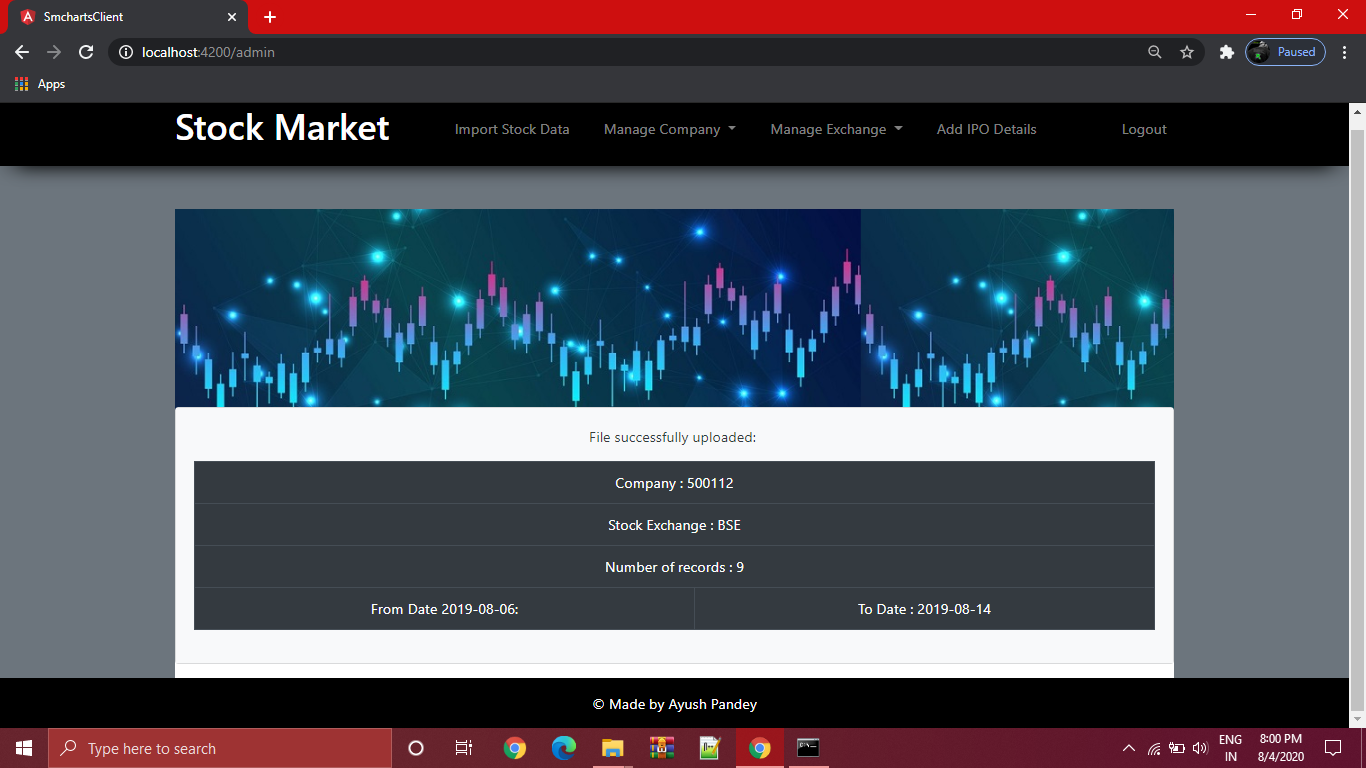 SmchartsClient
localhost:4200/admin
Paused
Apps
Stock Market
Import Stock Data
Manage Company
Manage Exchange
Add IPO Details
Logout
File successfully uploaded:
Company : 500112
Stock Exchange : BSE
Number of records : 9
From Date 2019-08-06:
To Date : 2019-08-14
© Made by Ayush Pandey
Type here to search
ENG
IN
8:00 PM
8/4/2020